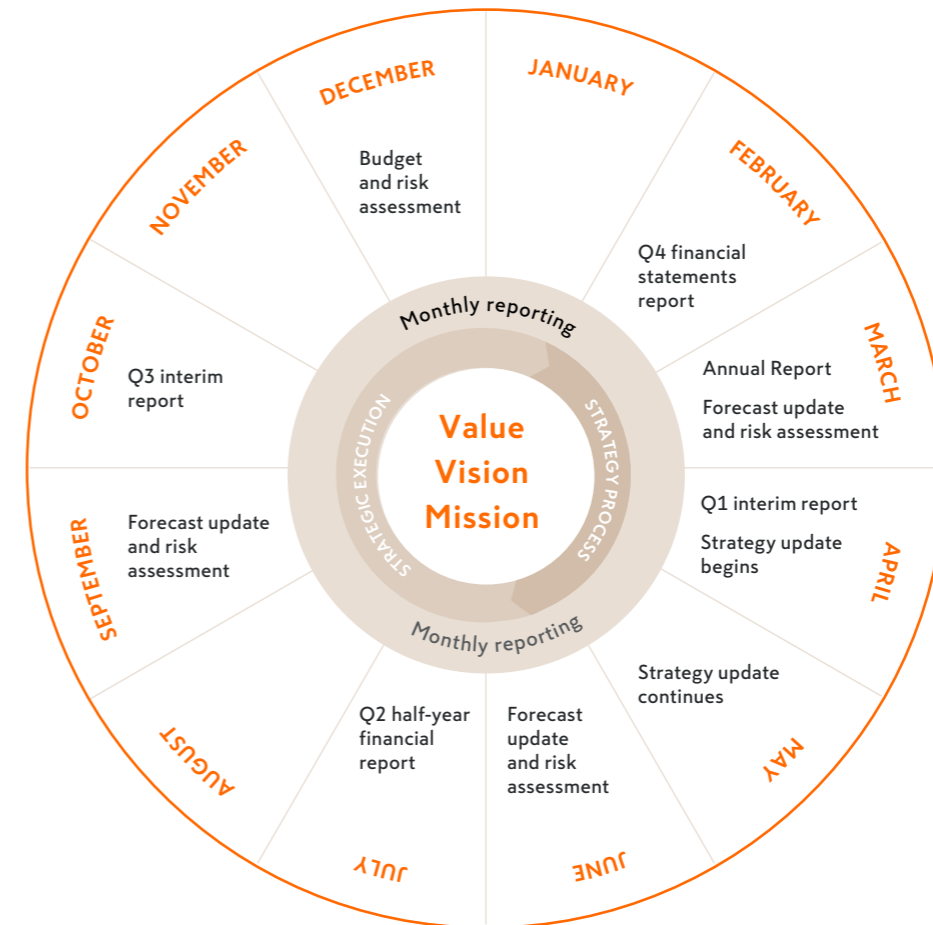 JANUARY
FEBRUARY
Q4 financial
statements
report
MARCH
Annual Report
Forecast update
and risk assessment
APRIL
Q1 interim report
Strategy update
begins
MAY
Strategy update
continues
JUNE
Forecast
update
and risk
assessment
JULY
Q2 half-year
financial
report
AUGUST
SEPTEMBER
Forecast update
and risk
assessment
OCTOBER
Q3 interim
report
NOVEMBER
DECEMBER
Budget
and risk
assessment
Monthly reporting
STRATEGY PROCESS
Monthly reporting
STRATEGIC EXECUTION
Value
Vision
Mission